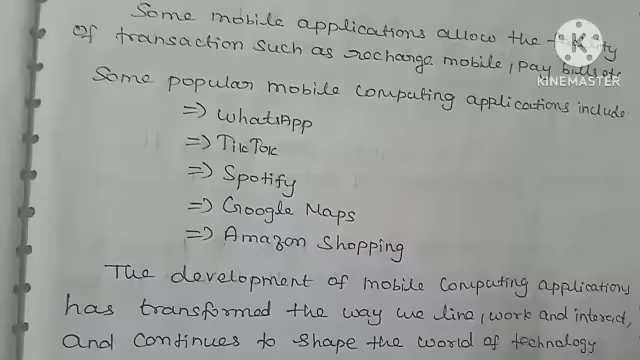 Some mobile applications allow the
of transaction such as recharge mobile, pay bills etc
KINEMASTER
Some popular mobile computing applications include
=> WhatsApp
=> TikTok
=> Spotify
=> Google Maps
=> Amazon Shopping
The development of mobile computing applications
has transformed the way we line, work and interact,
and continues to shape the world of technology